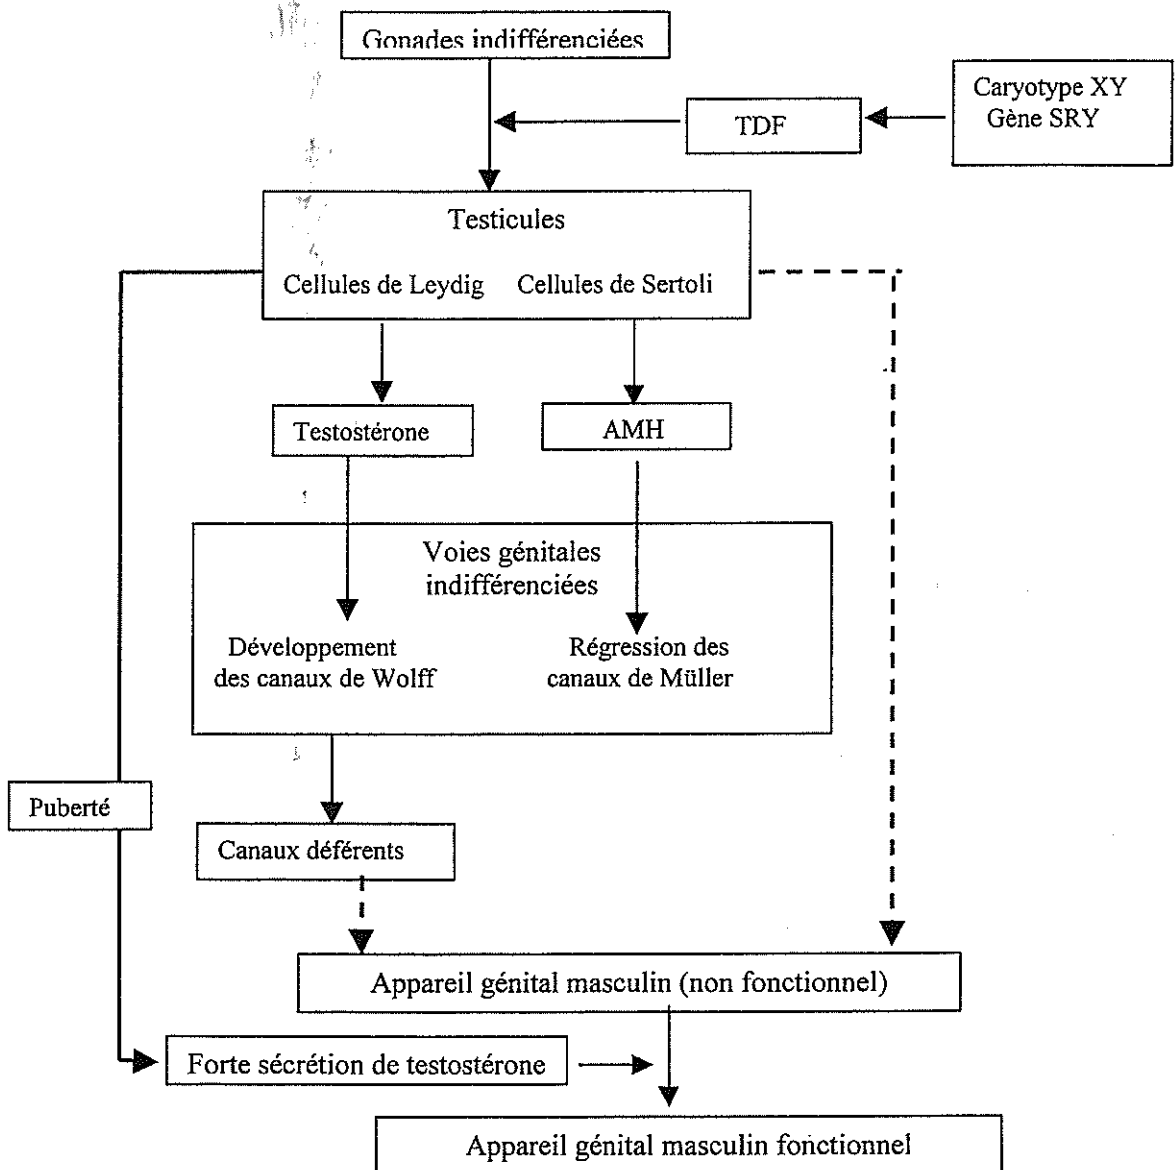 Gonades indifférenciées
Caryotype XY
Gène SRY
TDF
Testicules
Cellules de Leydig Cellules de Sertoli
Testostérone
AMH
Voies génitales
indifférenciées
Développement
des canaux de Wolff
Régression des
canaux de Müller
Puberté
Canaux déférents
Appareil génital masculin (non fonctionnel)
Forte sécrétion de testostérone
Appareil génital masculin fonctionnel